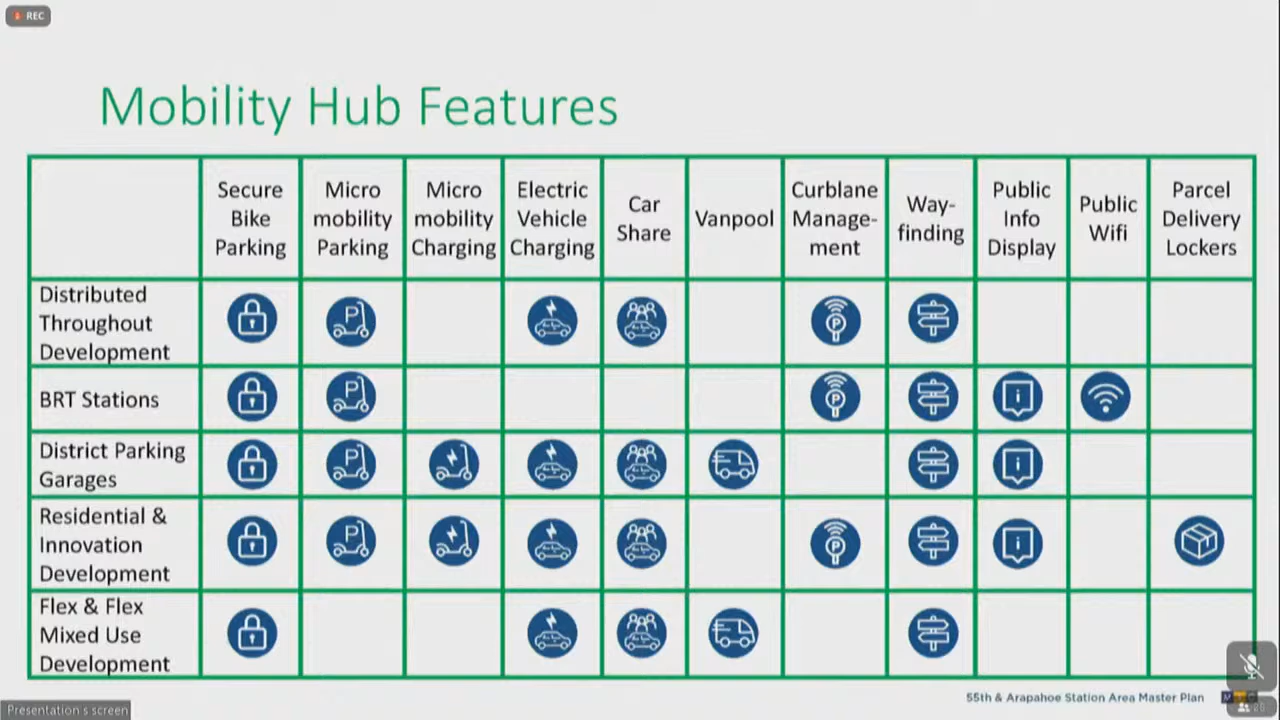 REC
Mobility Hub Features
Secure
Bike
Parking
Micro
mobility
Parking
Micro
mobility
Charging
Electric
Vehicle
Charging
Car
Share
Vanpool
Curblane
Manage-
ment
Way-
finding
Public
Info
Display
Public
Wifi
Parcel
Delivery
Lockers
Distributed
Throughout
Development
BRT Stations
District Parking
Garages
Residential &
Innovation
Development
Flex & Flex
Mixed Use
Development
55th & Arapahoe Station Area Master Plan
Presentation's screen